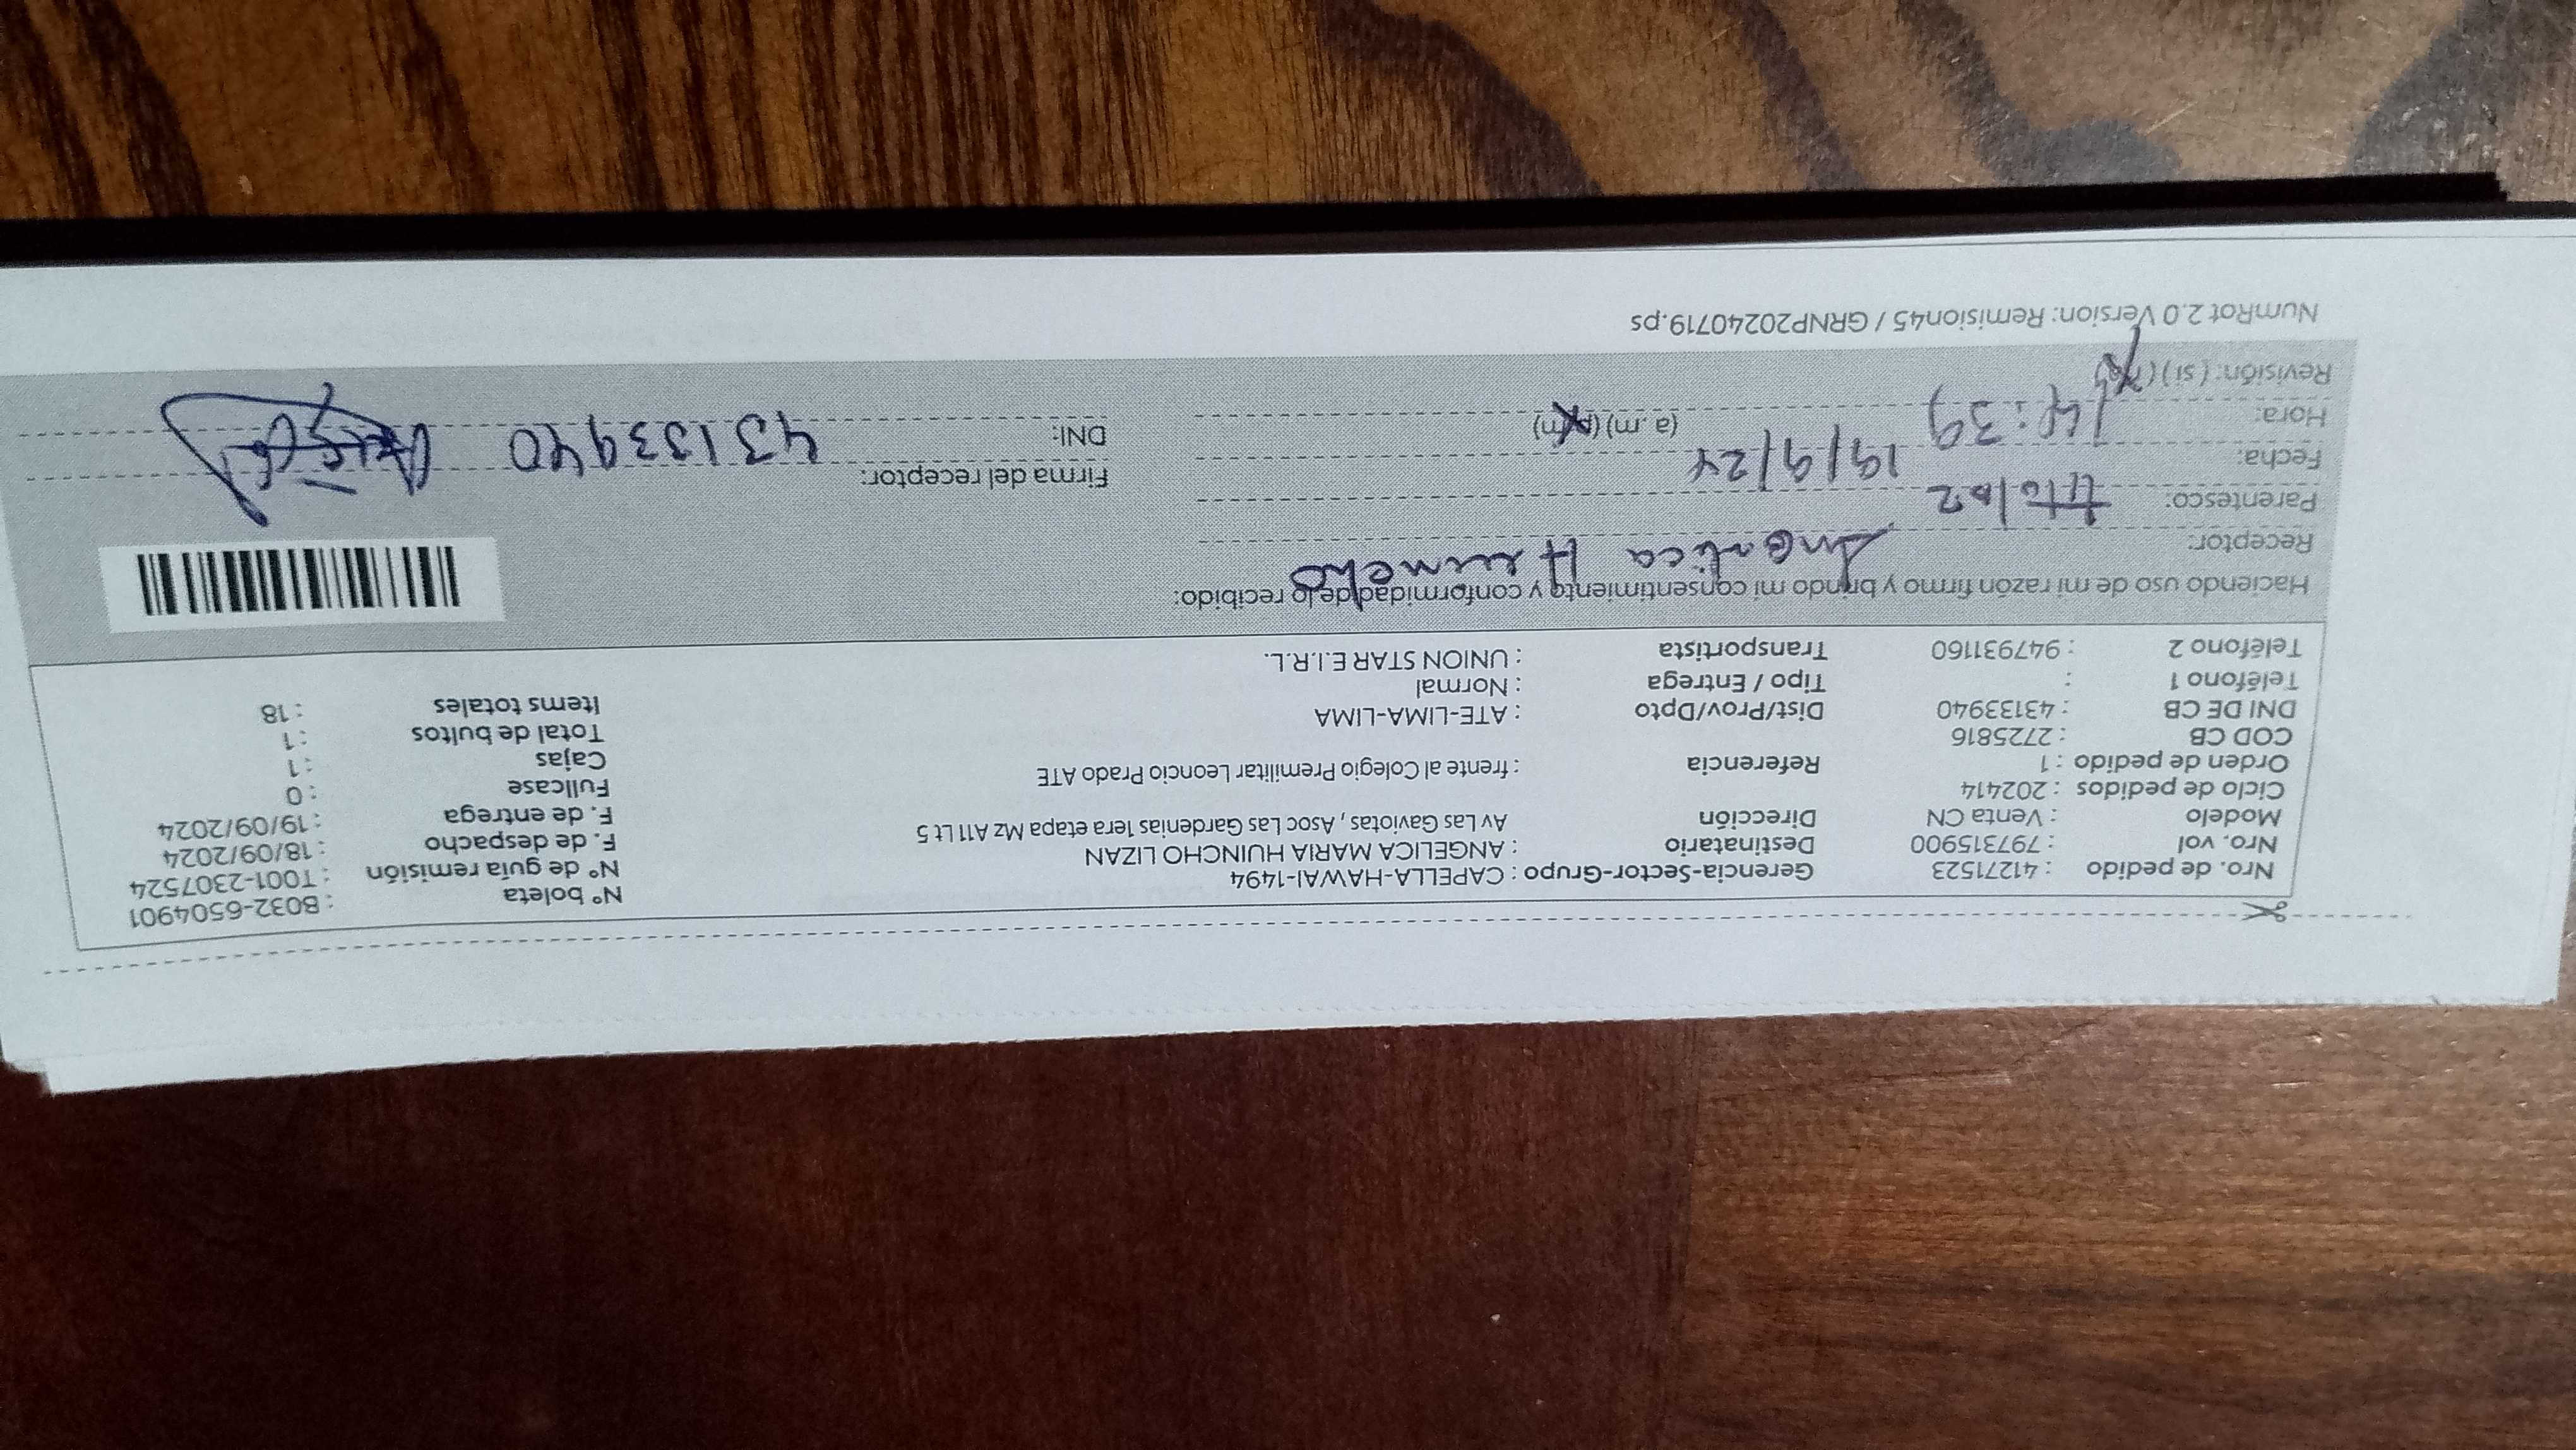 Nro. de pedido : 41271523 Gerencia-Sector-Grupo : CAPELLA-HAWAI-1494 N° boleta : B032-6504901
Nro. vol : 797315900 Destinatario : ANGELICA MARIA HUINCHO LIZAN N° de guía remisión : T001-2307524
Modelo : Venta CN Dirección Av Las Gaviotas , Asoc Las Gardenias 1era etapa Mz A11 Lt 5 F. de despacho : 18/09/2024
Ciclo de pedidos : 202414 F. de entrega : 19/09/2024
Orden de pedido : 1 Referencia : frente al Colegio Premilitar Leoncio Prado ATE Fullcase : 0
COD CB : 2725816 Cajas : 1
DNI DE CB : 43133940 Dist/Prov/Dpto : ATE-LIMA-LIMA Total de bultos : 1
Teléfono 1 : Tipo / Entrega : Normal Items totales : 18
Teléfono 2 : 947931160 Transportista : UNION STAR E.I.R.L.
Haciendo uso de mi razón firmo y brindo mi consentimiento y conformidad de lo recibido:
Receptor: Angelica
Parentesco: titular
Fecha: 19/9/24 Firma del receptor:
Hora: 14:39 (a.m) (p.m) DNI: 43133940
Revisión: ( si ) ( no )
NumRot 2.0 Version: Remision45 / GRNP20240719.ps